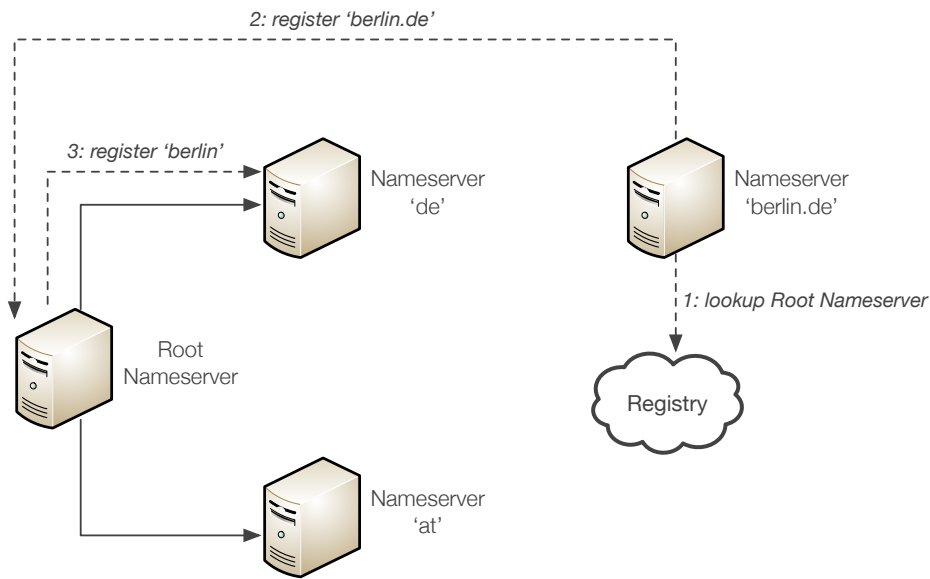 2: register ‘berlin.de’
3: register ‘berlin’
Nameserver
‘de’
Nameserver
‘berlin.de’
1: lookup Root Nameserver
Root
Nameserver
Registry
Nameserver
‘at’